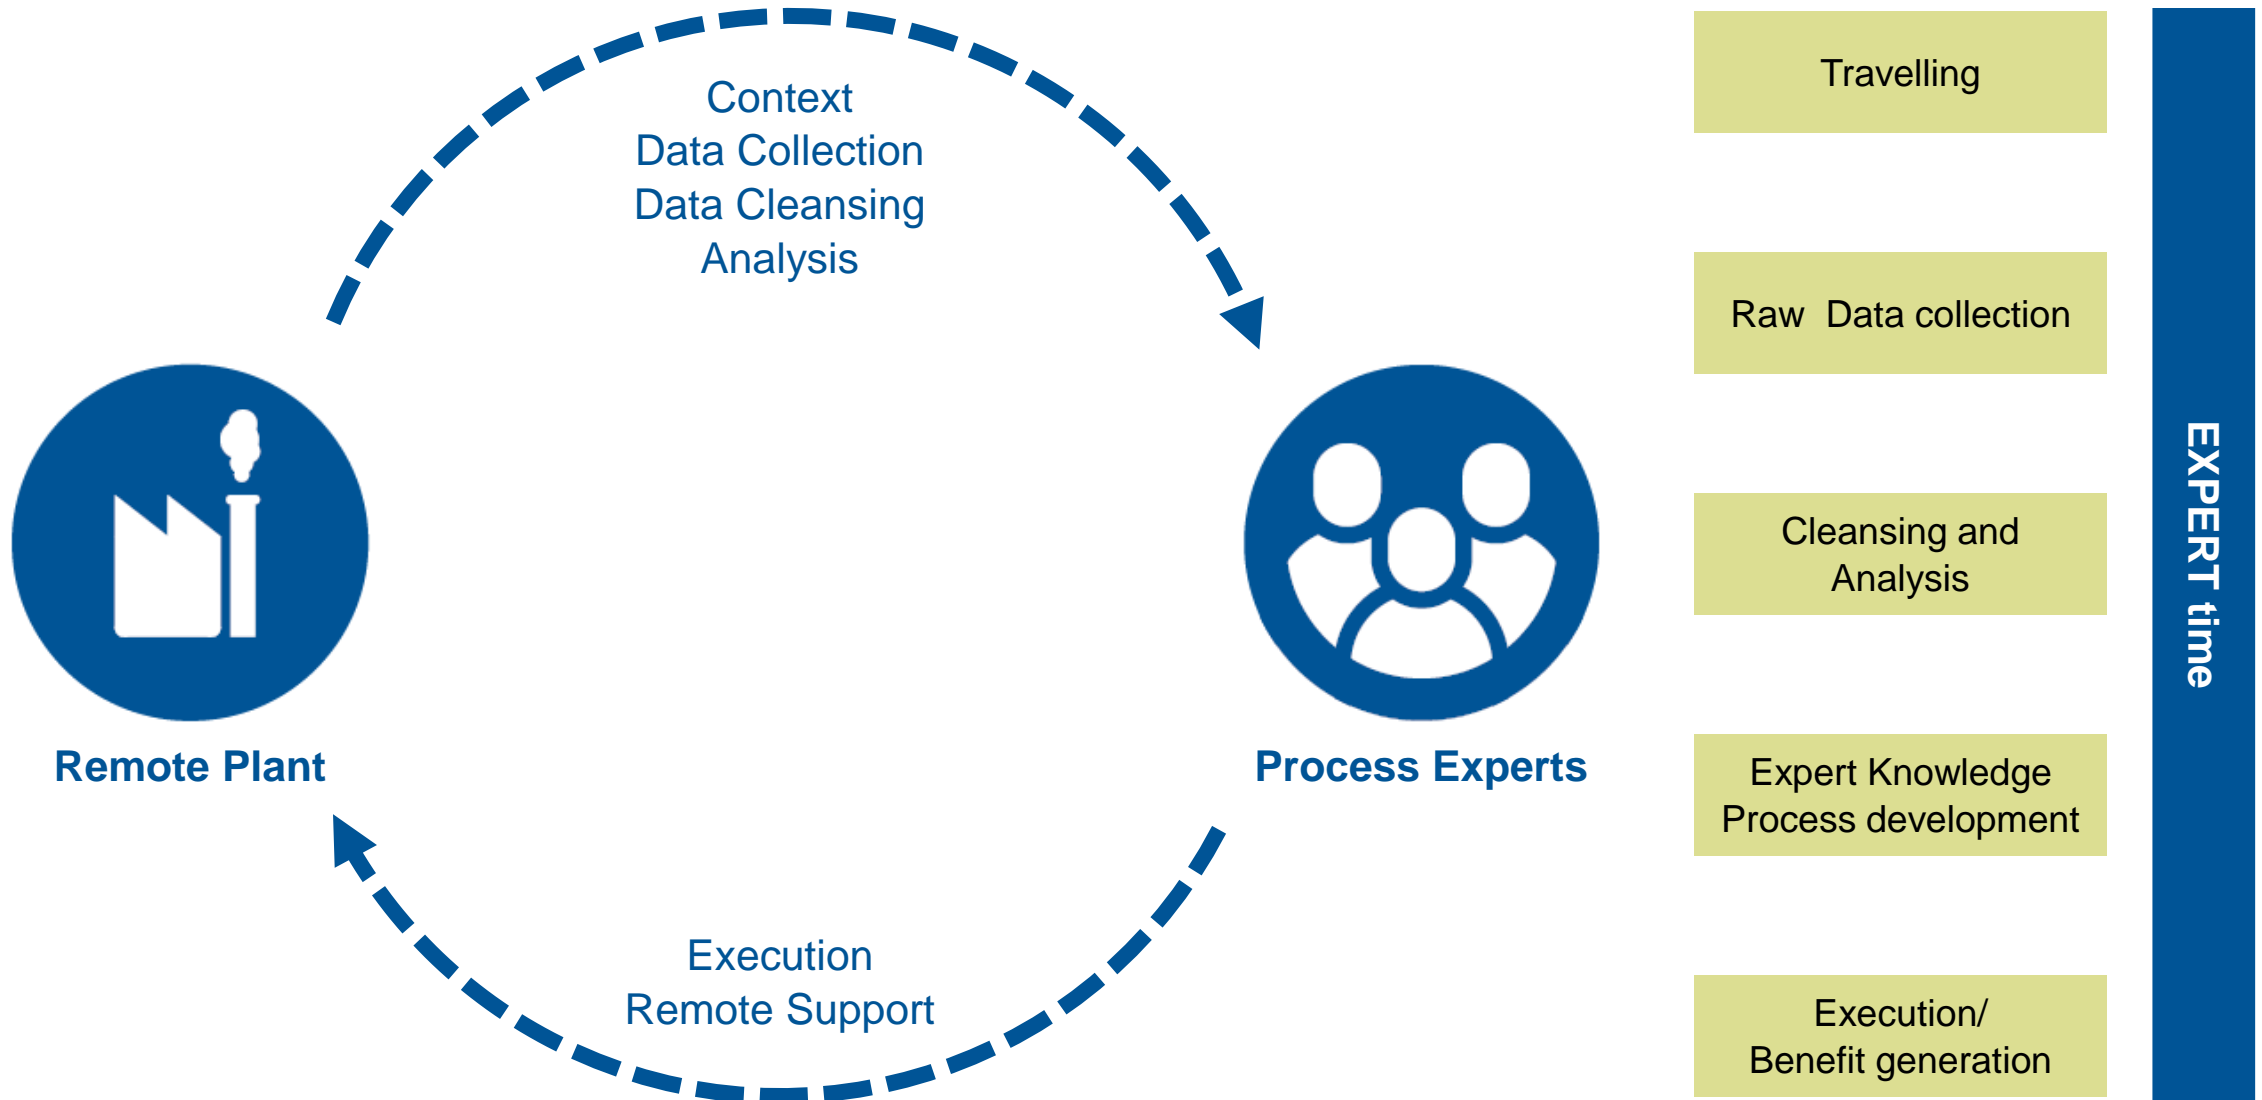 Context
Data Collection
Data Cleansing
Analysis
Remote Plant
Process Experts
Execution
Remote Support
Travelling
Raw  Data collection
Cleansing and
Analysis
Expert Knowledge
Process development
Execution/
Benefit generation
EXPERT time